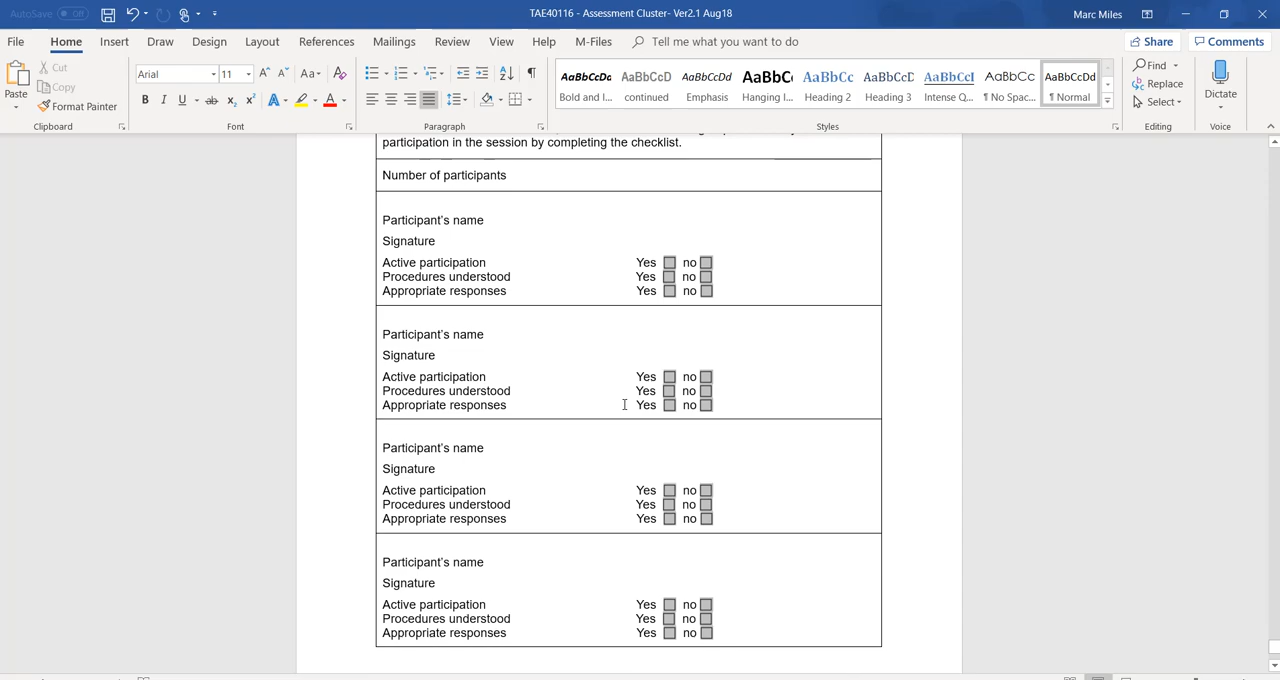 AutoSave Off
TAE40116 - Assessment Cluster- Ver2.1 Aug18
Marc Miles
File Home Insert Draw Design Layout References Mailings Review View Help M-Files Tell me what you want to do Share Comments
Paste
Cut
Copy
Format Painter
Clipboard
Arial 11
Font
Paragraph
AaBbCcDc AaBbCcD AaBbCcDd AaBbC AaBbCc AaBbCcD AaBbCcI AaBbCc AaBbCcDd
Bold and I... continued Emphasis Hanging I... Heading 2 Heading 3 Intense Q... ¶ No Spac... ¶ Normal
Styles
Find
Replace
Select
Editing
Dictate
Voice
participation in the session by completing the checklist.
Number of participants
Participant's name
Signature
Active participation Yes no
Procedures understood Yes no
Appropriate responses Yes no
Participant's name
Signature
Active participation Yes no
Procedures understood Yes no
Appropriate responses Yes no
Participant's name
Signature
Active participation Yes no
Procedures understood Yes no
Appropriate responses Yes no
Participant's name
Signature
Active participation Yes no
Procedures understood Yes no
Appropriate responses Yes no